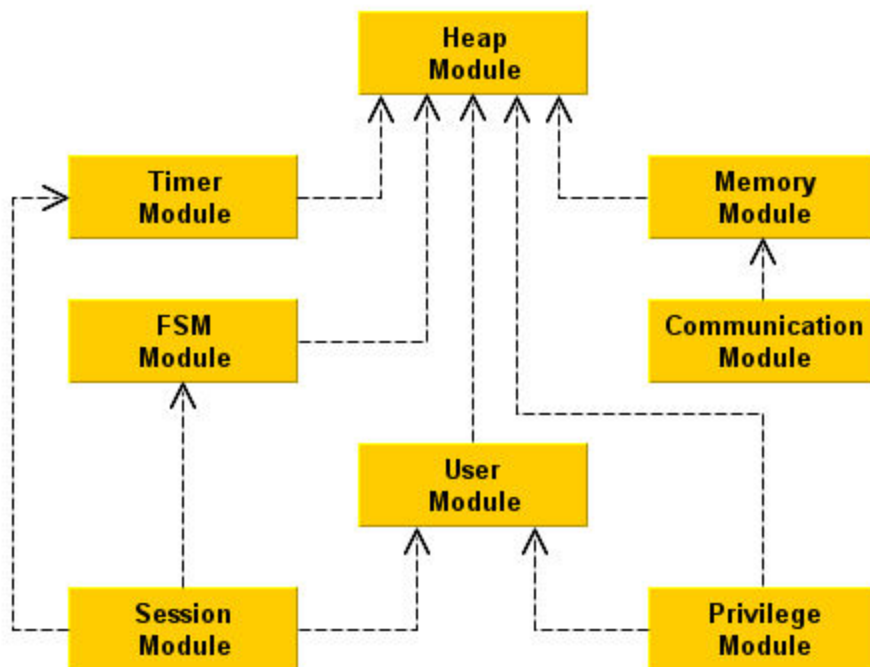 Heap
Module
Timer
Module
Memory
Module
FSM
Module
Communication
Module
User
Module
Session
Module
Privilege
Module